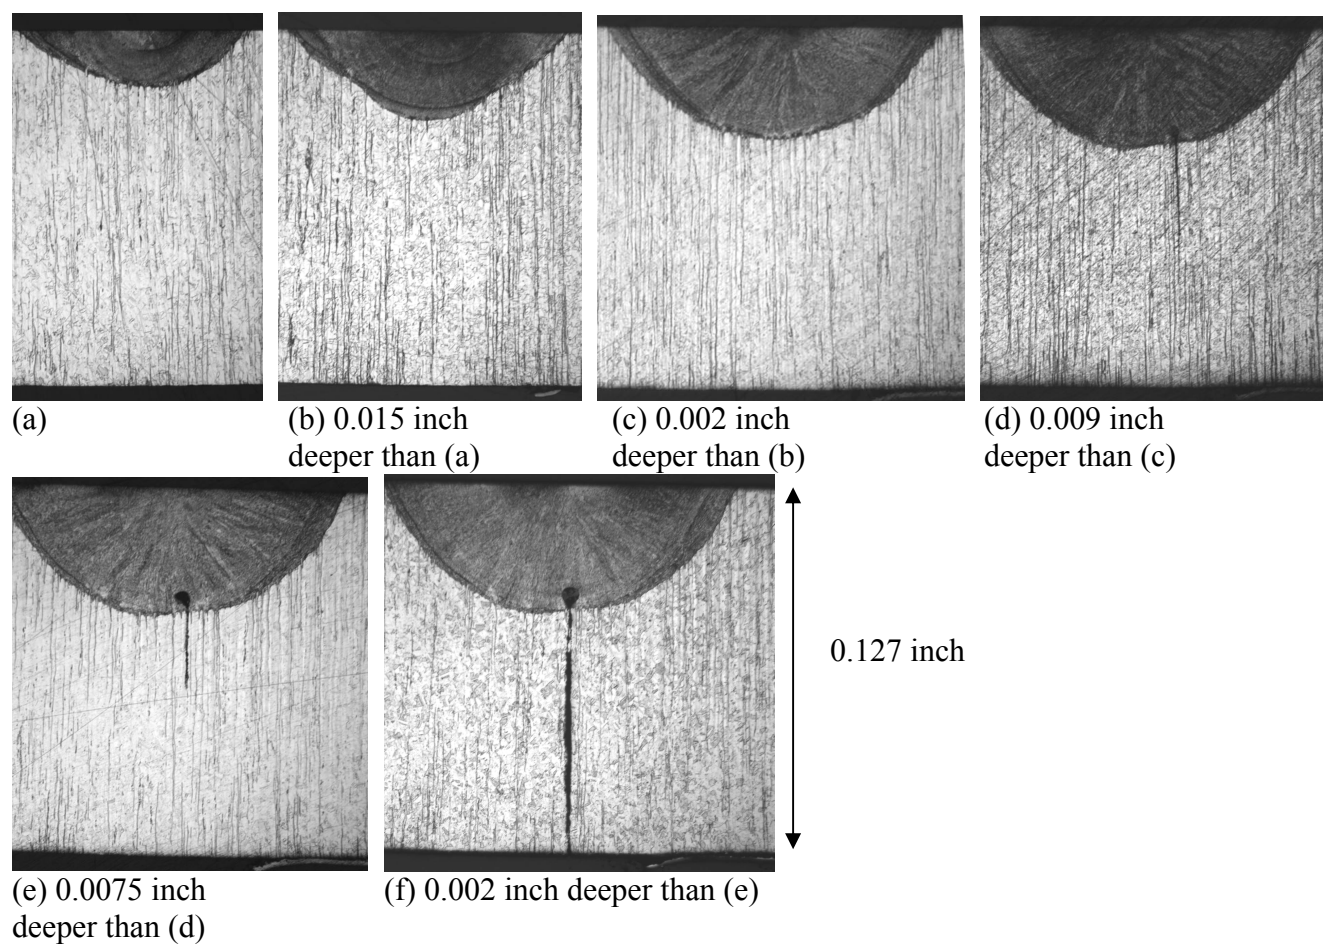 (a)
(b) 0.015 inch
deeper than (a)
(c) 0.002 inch
deeper than (b)
(d) 0.009 inch
deeper than (c)
0.127 inch
(e) 0.0075 inch
deeper than (d)
(f) 0.002 inch deeper than (e)